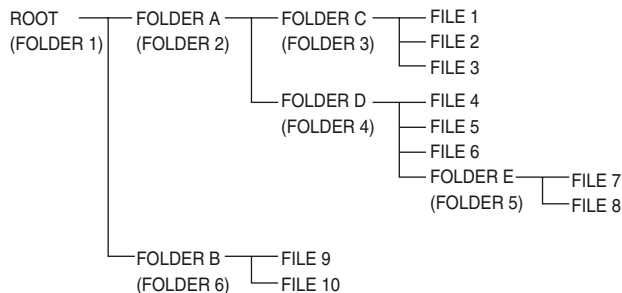 ROOT FOLDER A FOLDER C FILE 1
(FOLDER 1) (FOLDER 2) (FOLDER 3) FILE 2
FILE 3
FOLDER D FILE 4
(FOLDER 4) FILE 5
FILE 6
FOLDER E FILE 7
(FOLDER 5) FILE 8
FOLDER B FILE 9
(FOLDER 6) FILE 10